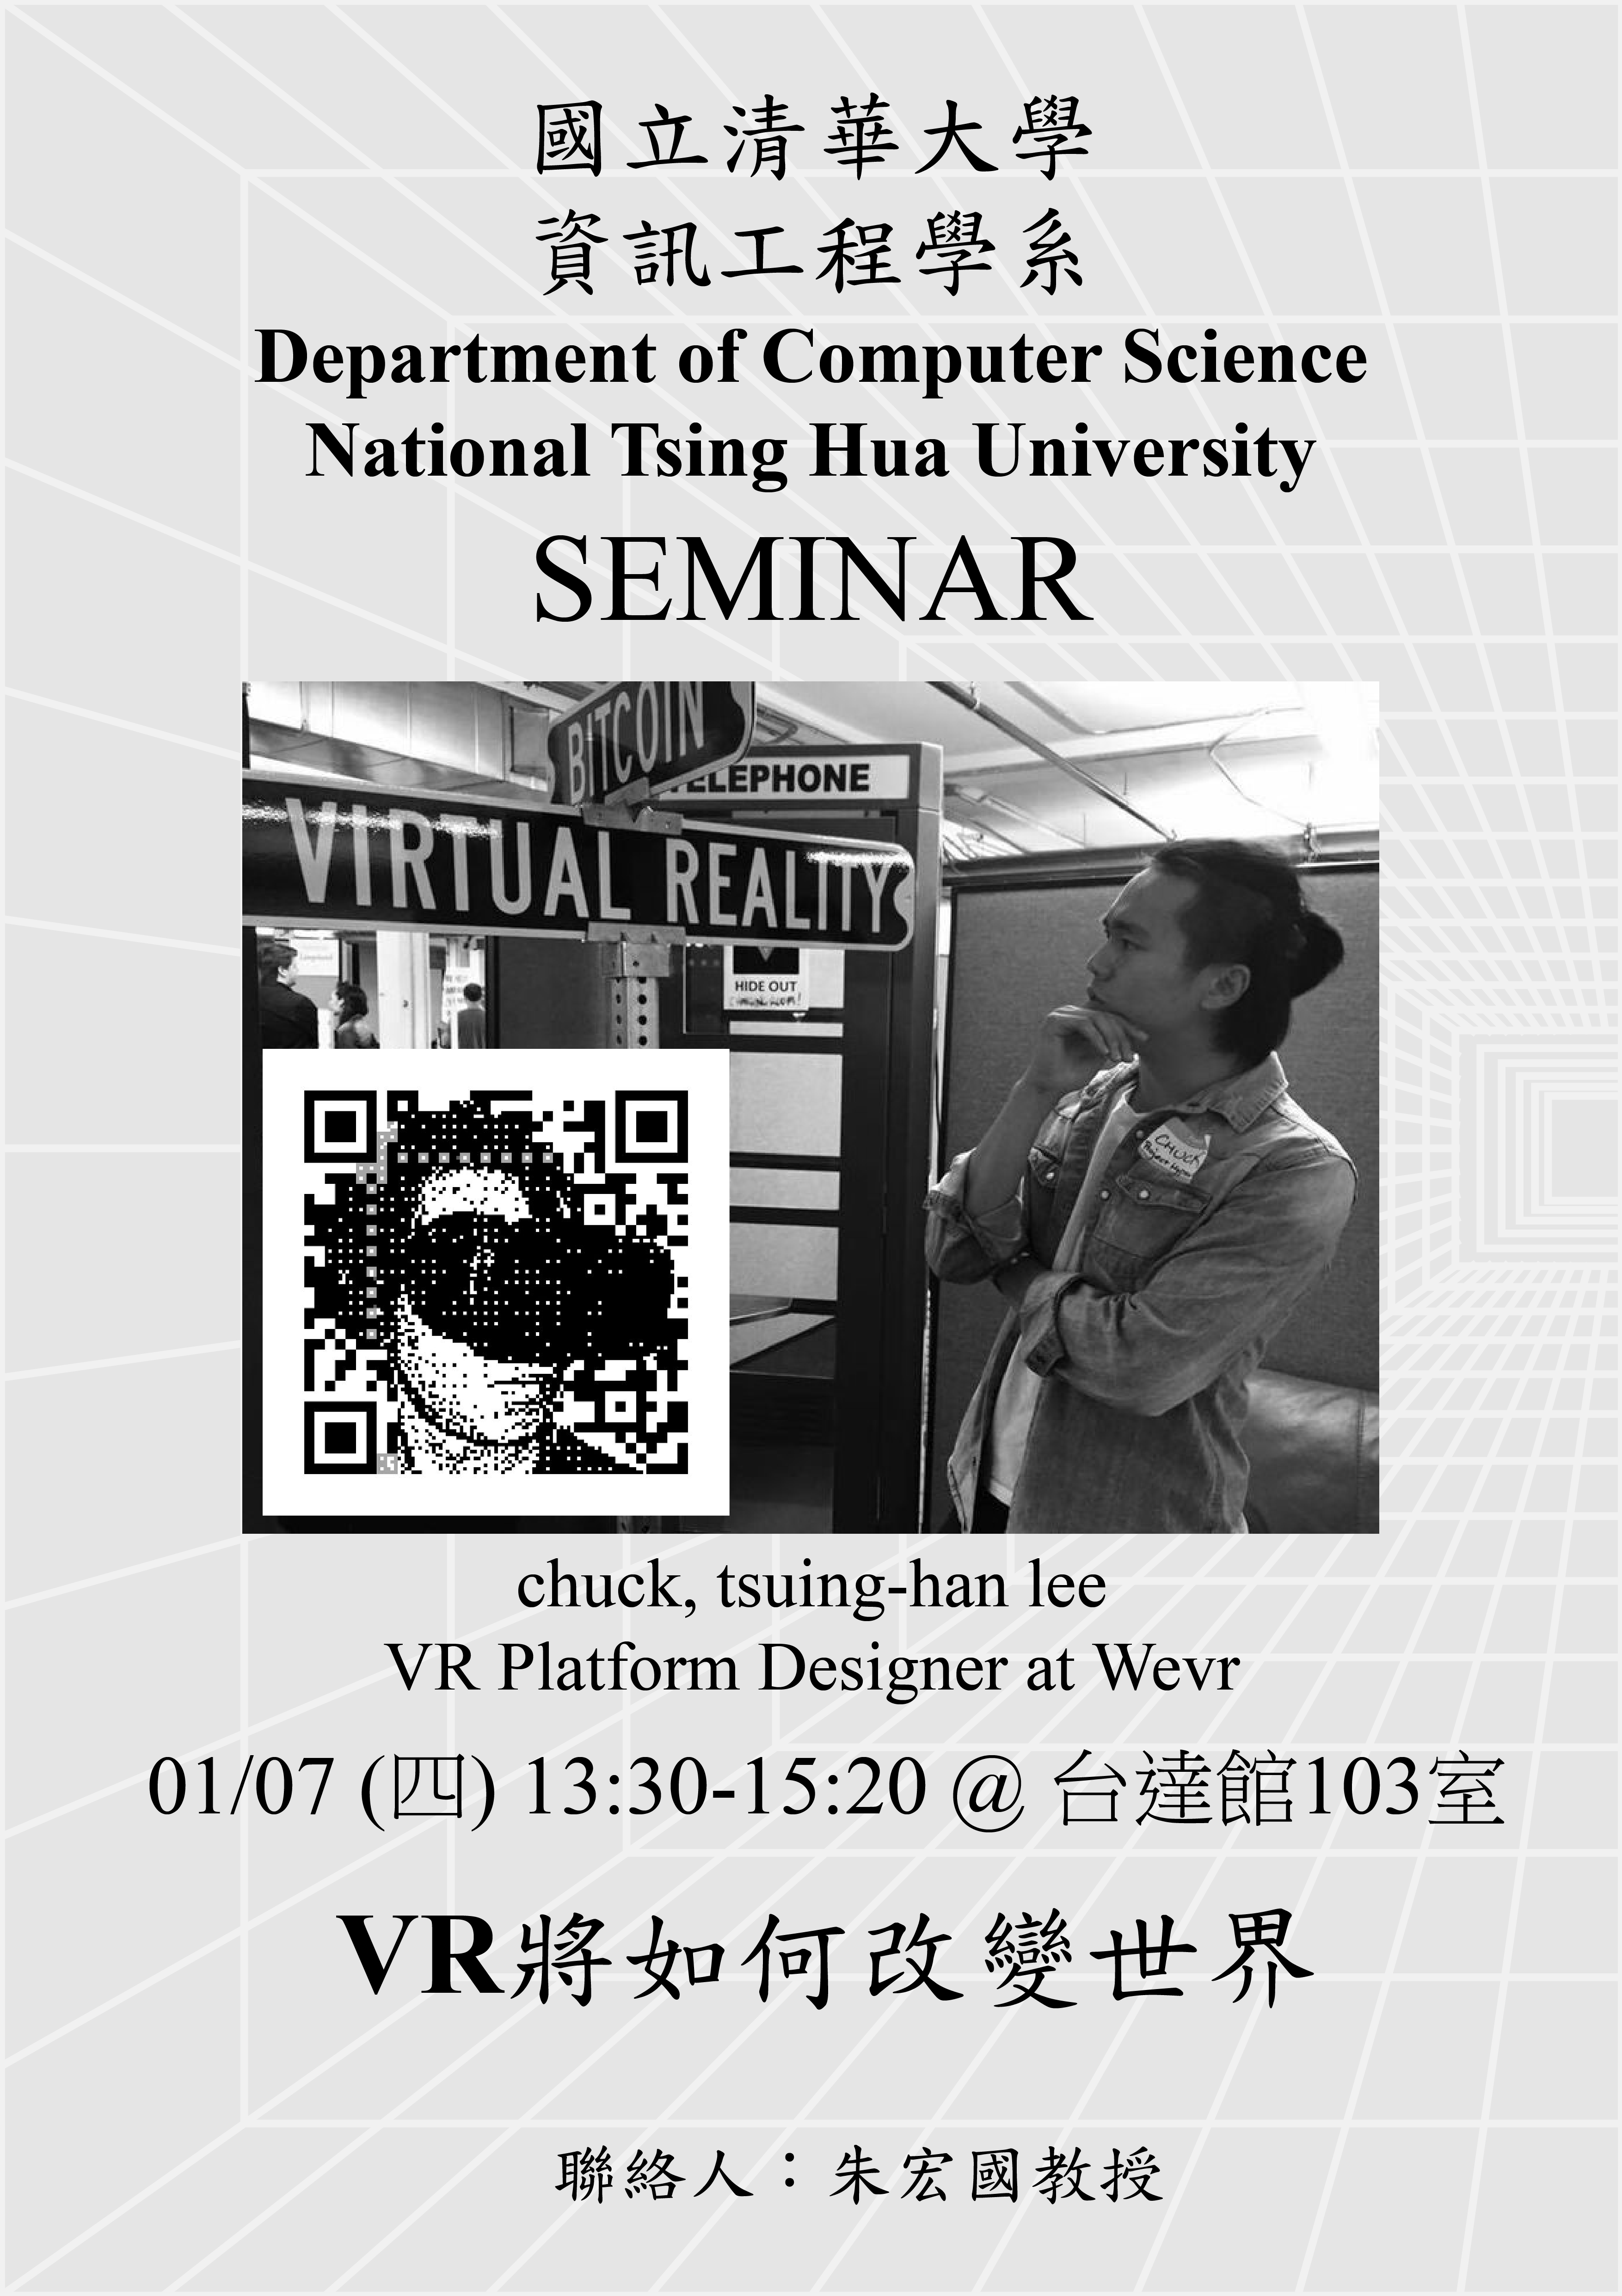 國立清華大學
資訊工程學系
Department of Computer Science
National Tsing Hua University
SEMINAR
BITCOIN
ELEPHONE
VIRTUAL REALITY
HIDE OUT
CHUCK
chuck, tsuing-han lee
VR Platform Designer at Wevr
01/07 (四) 13:30-15:20 @ 台達館103室
VR將如何改變世界
聯絡人：朱宏國教授